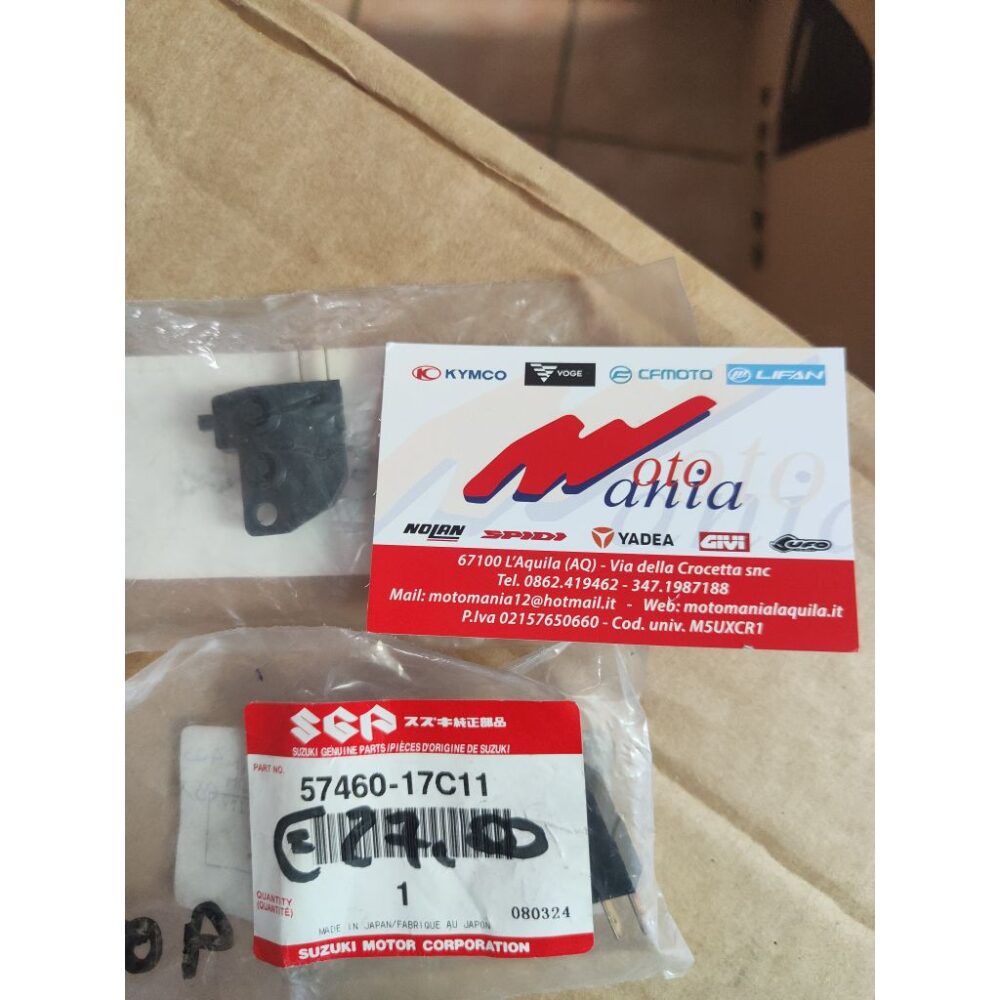 KYMCO VOGE CFMOTO LIFAN
Moto
Mania
NOLAN SPIDI YADEA GIVI UFO
67100 L'Aquila (AQ) - Via della Crocetta snc
Tel. 0862.419462 - 347.1987188
Mail: motomania12@hotmail.it - Web: motomanialaquila.it
P.Iva 02157650660 - Cod. univ. M5UXCR1
SGP スズキ純正部品
SUZUKI GENUINE PARTS/PIÈCES D'ORIGINE DE SUZUKI
PART NO.
57460-17C11
€27,0
1
QUANTITY
(QUANTITÉ)
080324
MADE IN JAPAN/FABRIQUE AU JAPON
SUZUKI MOTOR CORPORATION